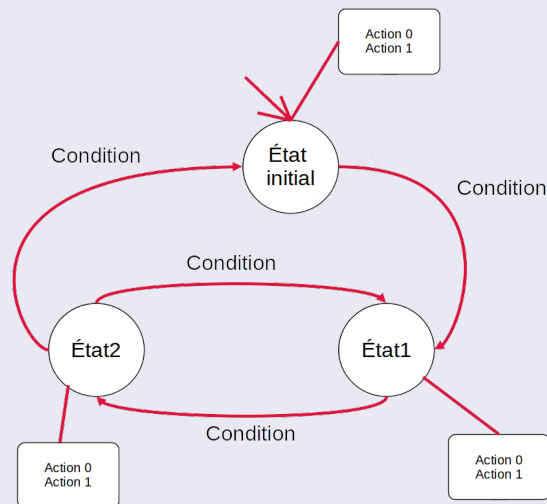 Action 0
Action 1
État
initial
Condition
Condition
Condition
État2
État1
Condition
Action 0
Action 1
Action 0
Action 1